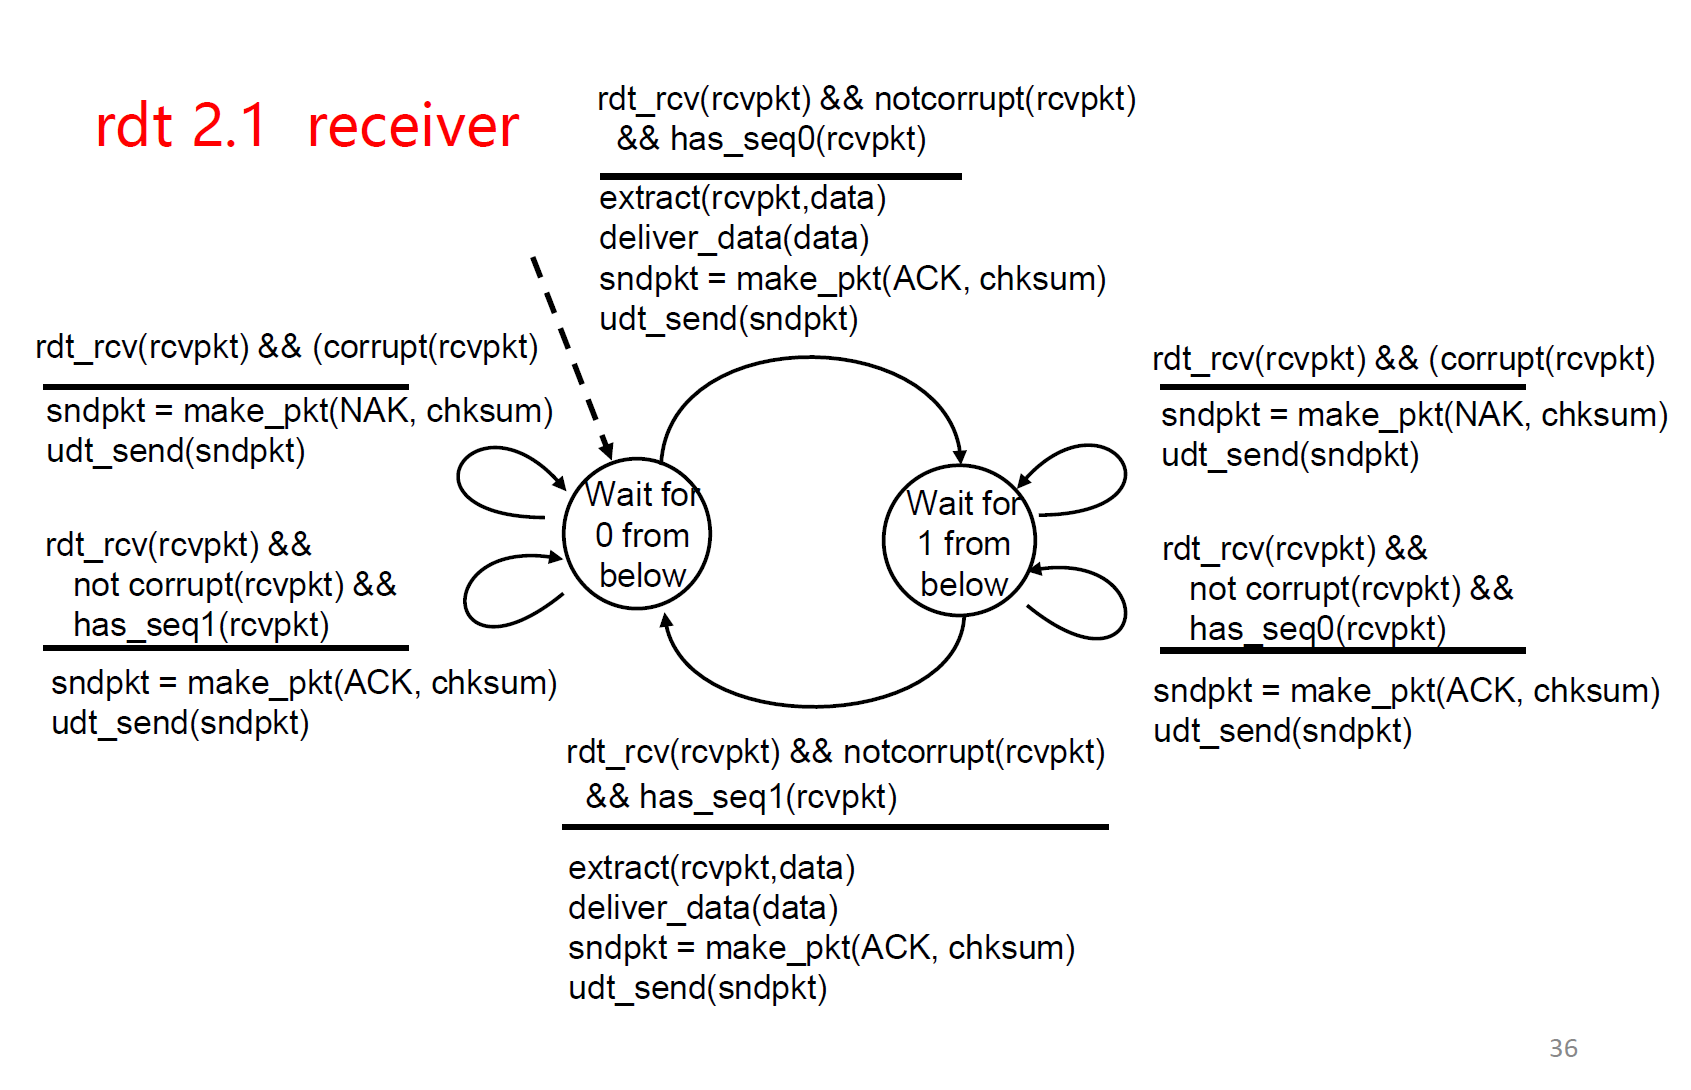 rdt 2.1 receiver
rdt_rcv(rcvpkt) && notcorrupt(rcvpkt)
&& has_seq0(rcvpkt)
extract(rcvpkt,data)
deliver_data(data)
sndpkt = make_pkt(ACK, chksum)
udt_send(sndpkt)
rdt_rcv(rcvpkt) && (corrupt(rcvpkt)
sndpkt = make_pkt(NAK, chksum)
udt_send(sndpkt)
rdt_rcv(rcvpkt) &&
not corrupt(rcvpkt) &&
has_seq1(rcvpkt)
sndpkt = make_pkt(ACK, chksum)
udt_send(sndpkt)
Wait for
0 from
below
Wait for
1 from
below
rdt_rcv(rcvpkt) && (corrupt(rcvpkt)
sndpkt = make_pkt(NAK, chksum)
udt_send(sndpkt)
rdt_rcv(rcvpkt) &&
not corrupt(rcvpkt) &&
has_seq0(rcvpkt)
sndpkt = make_pkt(ACK, chksum)
udt_send(sndpkt)
rdt_rcv(rcvpkt) && notcorrupt(rcvpkt)
&& has_seq1(rcvpkt)
extract(rcvpkt,data)
deliver_data(data)
sndpkt = make_pkt(ACK, chksum)
udt_send(sndpkt)
36